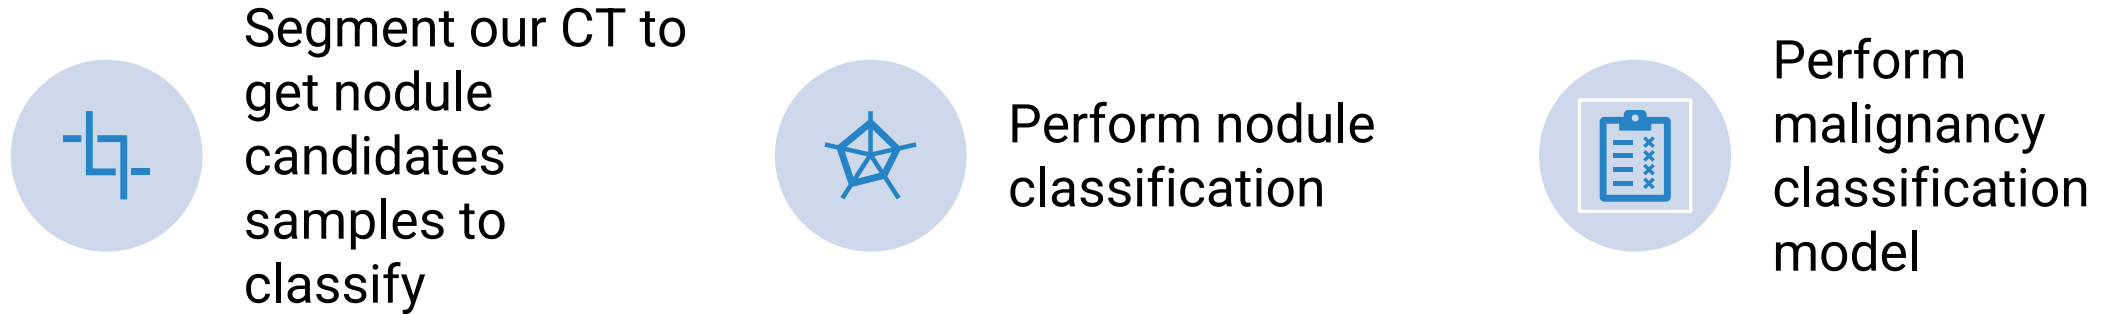 Segment our CT to
get nodule
candidates
samples to
classify
Perform nodule
classification
Perform
malignancy
classification
model